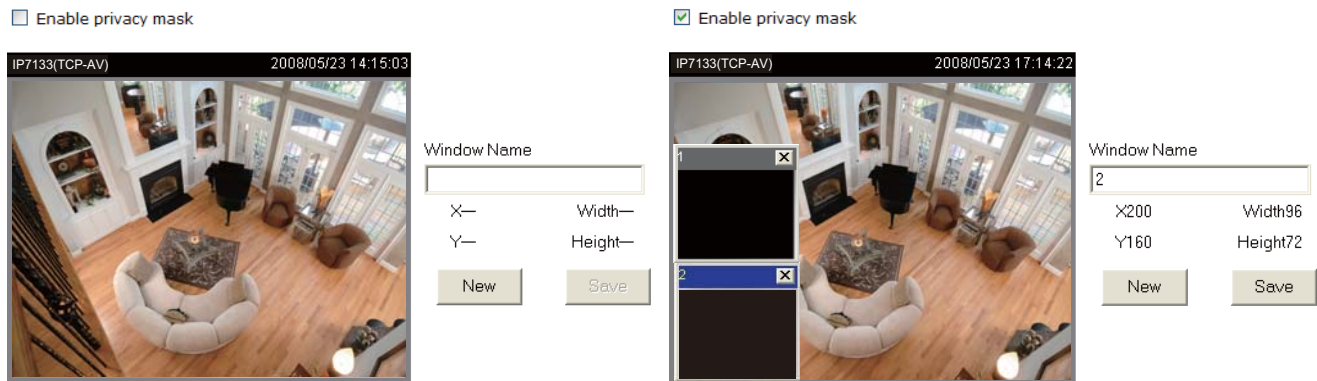 Enable privacy mask
IP7133(TCP-AV) 2008/05/23 14:15:03
Window Name
X— Width—
Y— Height—
New Save
Enable privacy mask
IP7133(TCP-AV) 2008/05/23 17:14:22
1
2
Window Name
2
X200 Width96
Y160 Height72
New Save